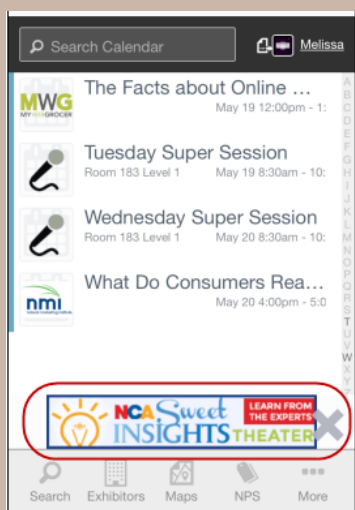 Search Calendar
Melissa
MWG
The Facts about Online ...
May 19 12:00pm - 1:
Tuesday Super Session
Room 183 Level 1 May 19 8:30am - 10:
Wednesday Super Session
Room 183 Level 1 May 20 8:30am - 10:
nmi
What Do Consumers Rea...
May 20 4:00pm - 5:0
A
B
C
D
E
F
G
H
I
J
K
L
M
N
O
P
Q
R
S
T
U
V
W
X
Y
Z
NCA Sweet
INSIGHTS THEATER
LEARN FROM
THE EXPERTS
Search Exhibitors Maps NPS More